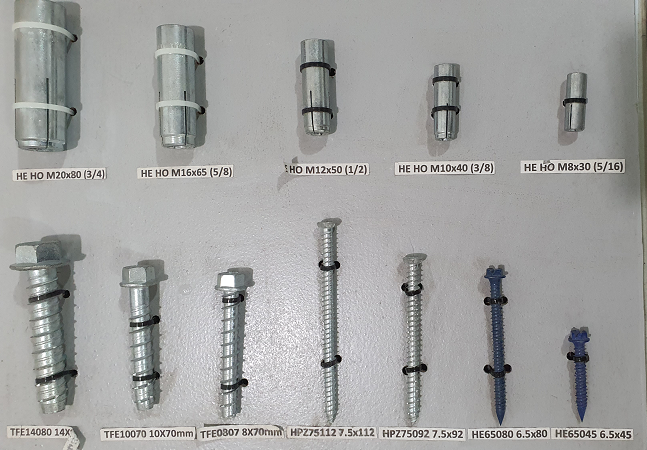 HE HO M20x80 (3/4)
HE HO M16x65 (5/8)
HO M12x50 (1/2)
HE HO M10x40 (3/8)
HE HO M8x30 (5/16)
TFE14080 14X
TFE10070 10X70mm
TFE0807 8X70mm
HPZ75112 7.5x112
HPZ75092 7.5x92
HE65080 6.5x80
HE65045 6.5x45